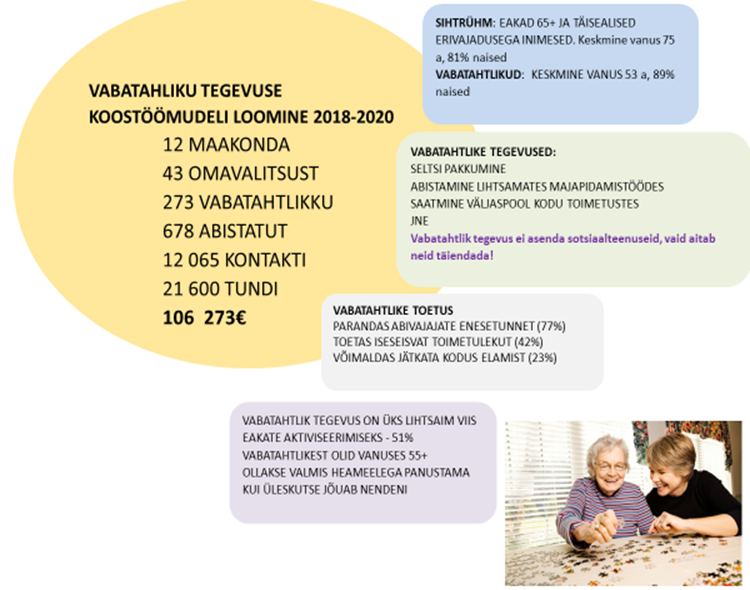 VABATAHLIKU TEGEVUSE
KOOSTÖÖMUDELI LOOMINE 2018-2020
12 MAAKONDA
43 OMAVALITSUST
273 VABATAHTLIKKU
678 ABISTATUT
12 065 KONTAKTI
21 600 TUNDI
106 273€
SIHTRÜHM: EAKAD 65+ JA TÄISEALISED
ERIVAJADUSEGA INIMESED. Keskmine vanus 75
a, 81% naised
VABATAHTLIKUD: KESKMINE VANUS 53 a, 89%
naised
VABATAHTLIKE TEGEVUSED:
SELTSI PAKKUMINE
ABISTAMINE LIHTSAMATES MAJAPIDAMISTÖÖDES
SAATMINE VÄLJASPOOL KODU TOIMETUSTES
JNE
Vabatahtlik tegevus ei asenda sotsiaalteenuseid, vaid aitab
neid täiendada!
VABATAHTLIKE TOETUS
PARANDAS ABIVAJAJATE ENESETUNNET (77%)
TOETAS ISESEISVAT TOIMETULEKUT (42%)
VÕIMALDAS JÄTKATA KODUS ELAMIST (23%)
VABATAHTLIK TEGEVUS ON ÜKS LIHTSAIM VIIS
EAKATE AKTIVISEERIMISEKS - 51%
VABATAHTLIKEST OLID VANUSES 55+
OLLAKSE VALMIS HEAMEELEGA PANUSTAMA
KUI ÜLESKUTSE JÕUAB NENDENI